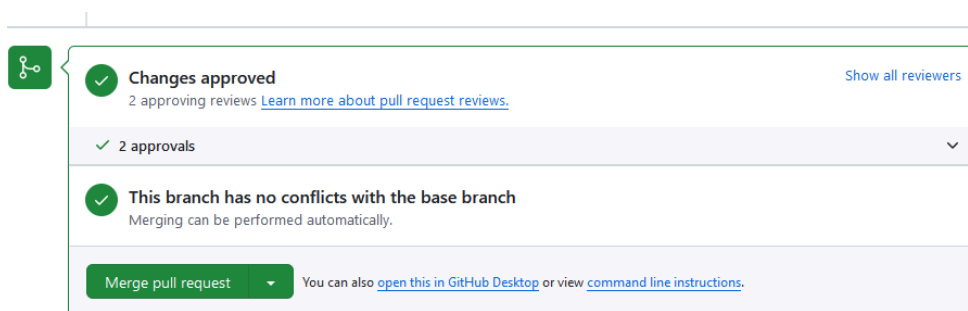 Changes approved
Show all reviewers
2 approving reviews Learn more about pull request reviews.
2 approvals
This branch has no conflicts with the base branch
Merging can be performed automatically.
Merge pull request
You can also open this in GitHub Desktop or view command line instructions.